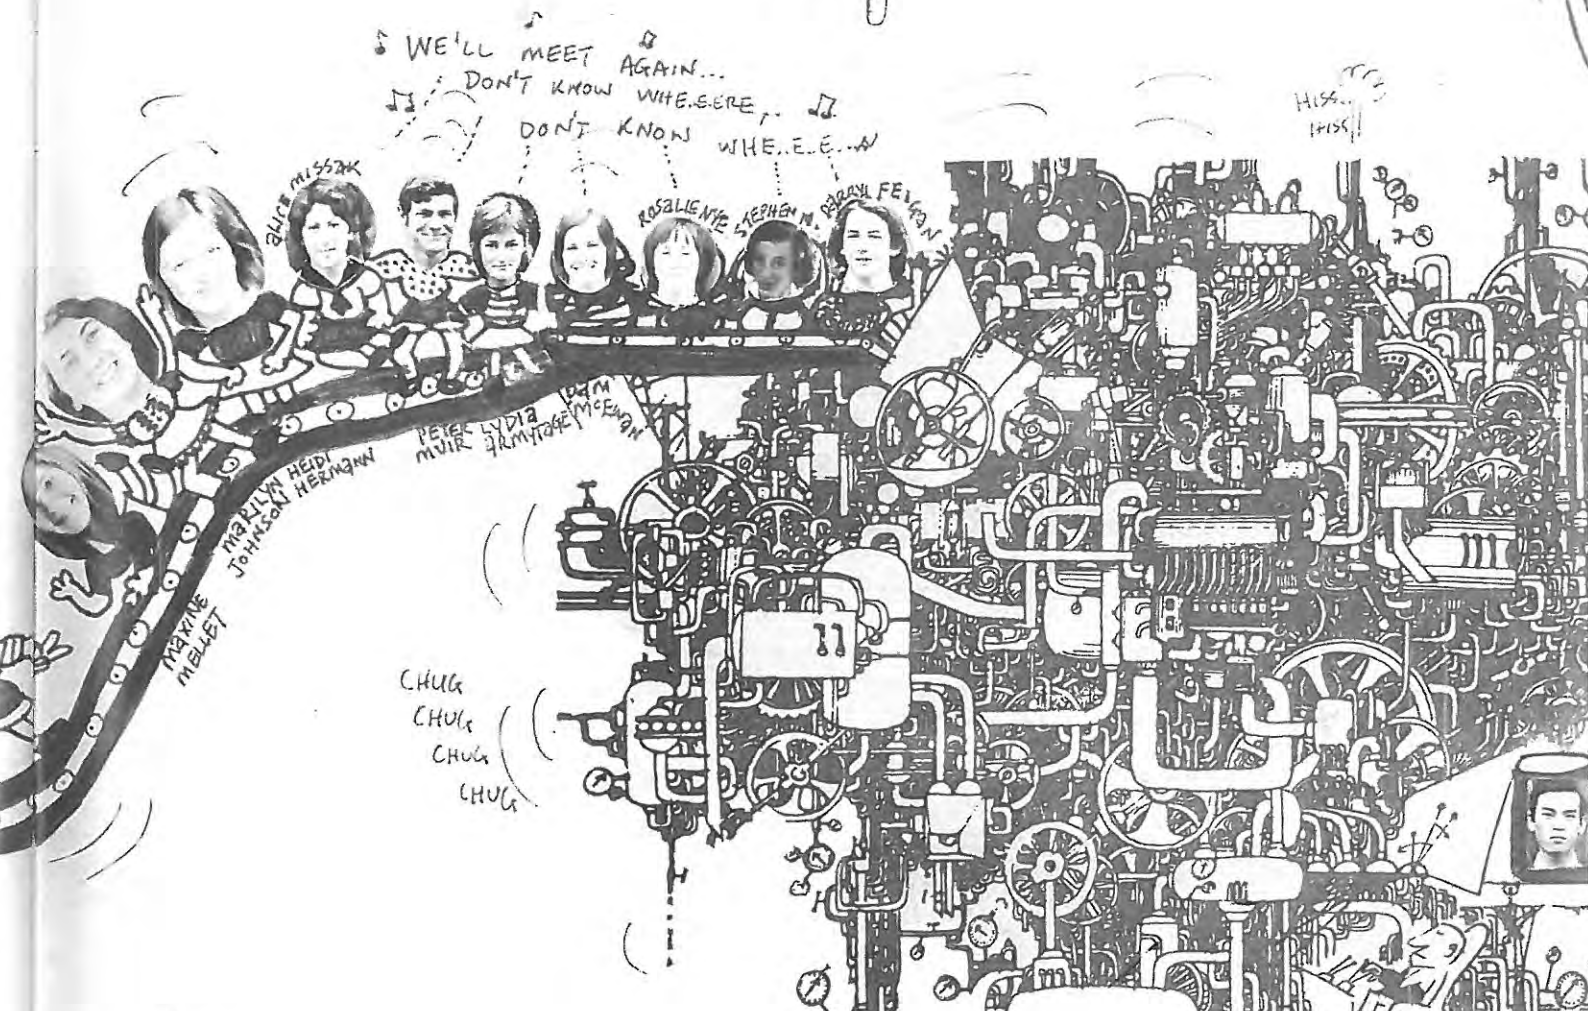 WE'LL MEET AGAIN...
DON'T KNOW WHE..E.ERE,..
DON'T KNOW WHE..E.E...N
HISS..
HISS!!
ALICE MISSAK
ROSALIE NYE
STEPHEN M.
DARRYL FEIGAN
PETER MUIR
LYDIA ARMYTAGE
PAM McEWAN
MARILYN JOHNSON
HEIDI HERMANN
MAXINE MELLET
11
CHUG
CHUG
CHUG
CHUG